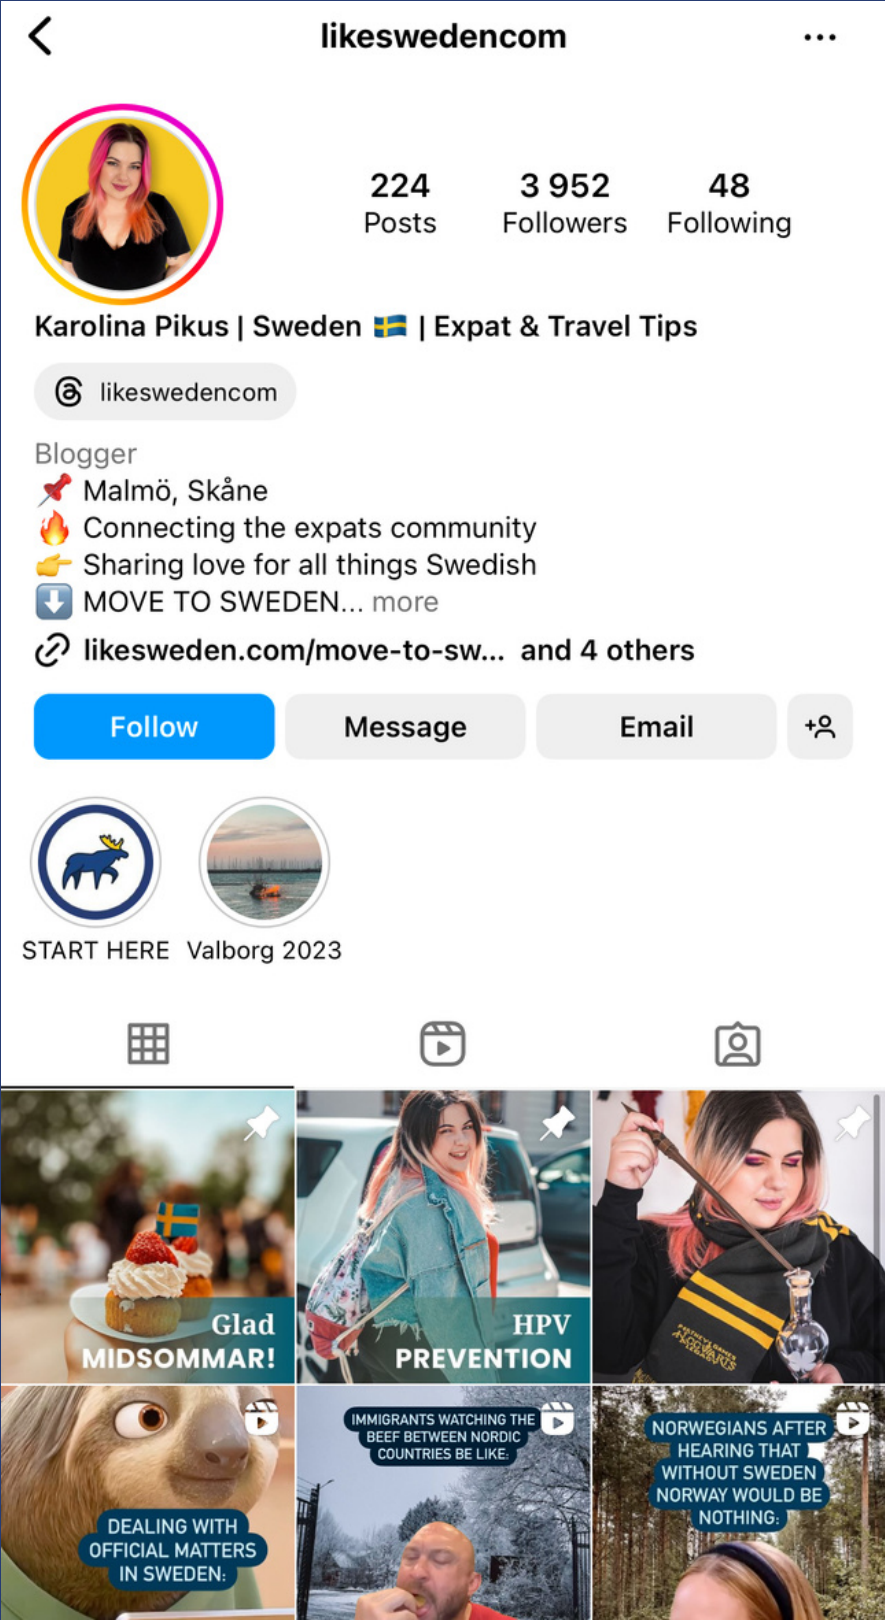 likeswedencom
224
Posts
3 952
Followers
48
Following
Karolina Pikus | Sweden 🇸🇪 | Expat & Travel Tips
likeswedencom
Blogger
📌 Malmö, Skåne
🔥 Connecting the expats community
👉 Sharing love for all things Swedish
⬇️ MOVE TO SWEDEN... more
likesweden.com/move-to-sw... and 4 others
Follow
Message
Email
START HERE
Valborg 2023
Glad
MIDSOMMAR!
HPV
PREVENTION
HOGWARTS
LEGACY
DEALING WITH
OFFICIAL MATTERS
IN SWEDEN:
IMMIGRANTS WATCHING THE
BEEF BETWEEN NORDIC
COUNTRIES BE LIKE:
NORWEGIANS AFTER
HEARING THAT
WITHOUT SWEDEN
NORWAY WOULD BE
NOTHING: